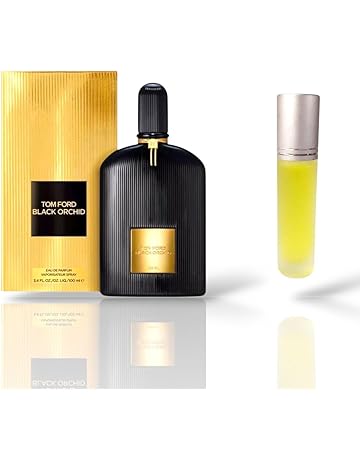 TOM FORD
BLACK ORCHID
EAU DE PARFUM
VAPORISATEUR SPRAY
3.4 FL.OZ./OZ. LIQ./100 ml ℮
TOM FORD
BLACK ORCHID